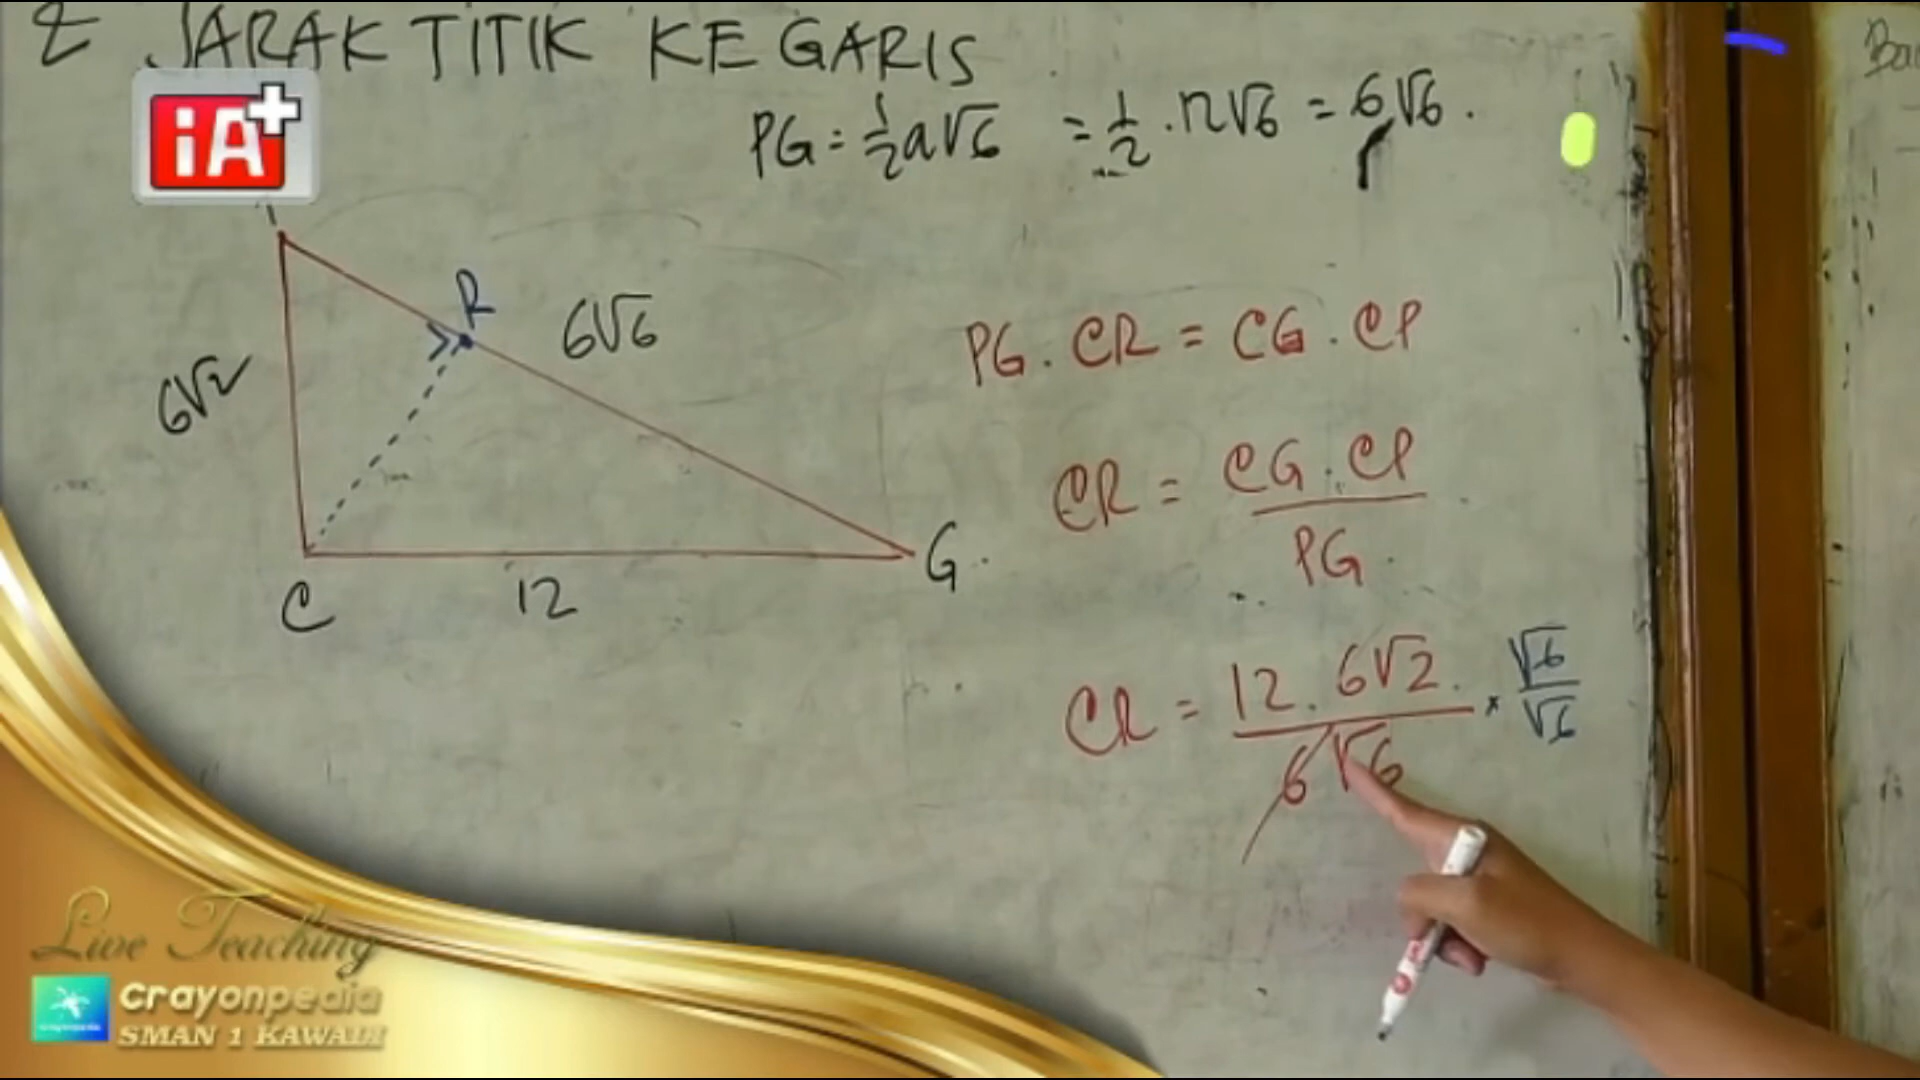 2 JARAK TITIK KE GARIS
iA+
PG = 1/2 a√6 = 1/2 . 12√6 = 6√6 .
R
6√6
6√2
C
12
G
PG . CR = CG . CP
CR = CG . CP / PG
CR = 12 . 6√2 / 6√6 × √6/√6
Live Teaching
Crayonpedia
SMAN 1 KAWALI